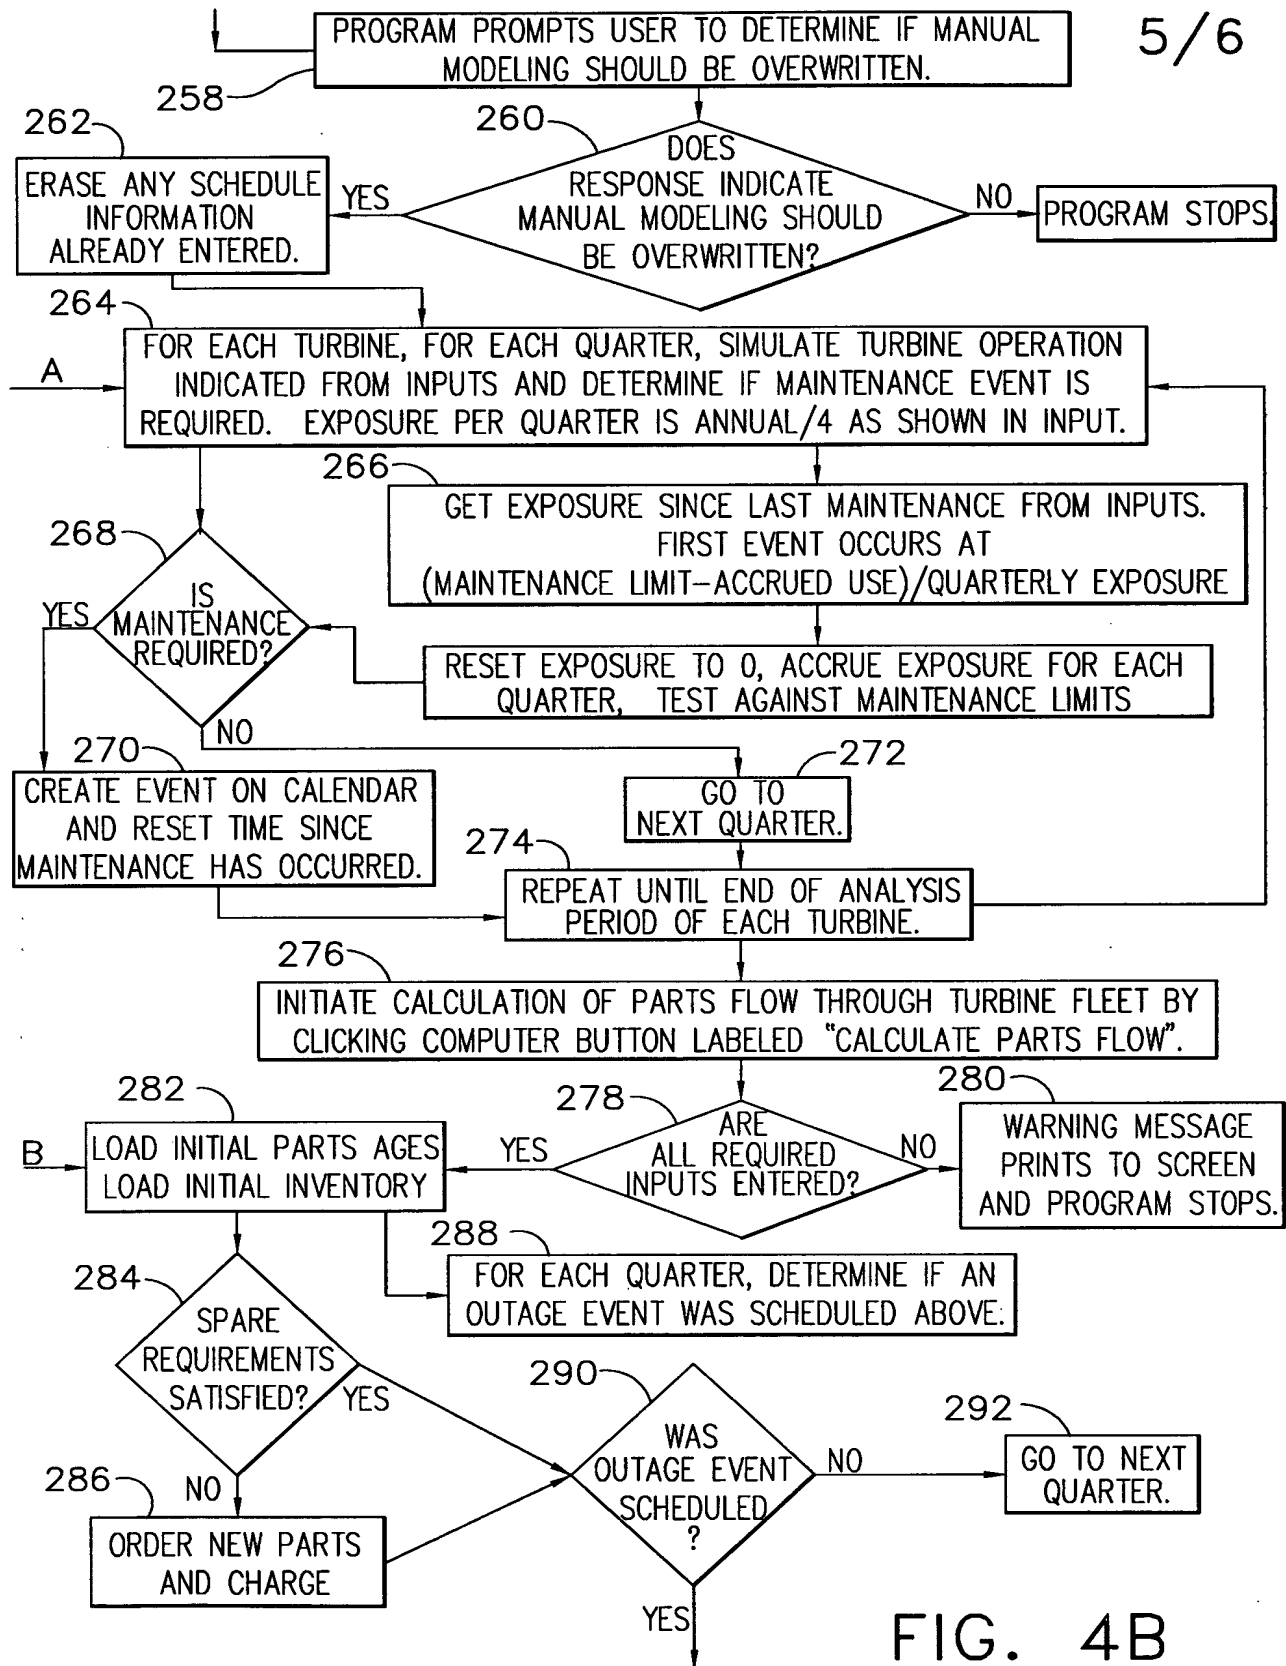 5/6
PROGRAM PROMPTS USER TO DETERMINE IF MANUAL
MODELING SHOULD BE OVERWRITTEN.
258
260
DOES
RESPONSE INDICATE
MANUAL MODELING SHOULD
BE OVERWRITTEN?
YES
NO
262
ERASE ANY SCHEDULE
INFORMATION
ALREADY ENTERED.
PROGRAM STOPS.
264
A
FOR EACH TURBINE, FOR EACH QUARTER, SIMULATE TURBINE OPERATION
INDICATED FROM INPUTS AND DETERMINE IF MAINTENANCE EVENT IS
REQUIRED. EXPOSURE PER QUARTER IS ANNUAL/4 AS SHOWN IN INPUT.
266
GET EXPOSURE SINCE LAST MAINTENANCE FROM INPUTS.
FIRST EVENT OCCURS AT
(MAINTENANCE LIMIT-ACCRUED USE)/QUARTERLY EXPOSURE
268
IS
MAINTENANCE
REQUIRED?
YES
NO
RESET EXPOSURE TO 0, ACCRUE EXPOSURE FOR EACH
QUARTER, TEST AGAINST MAINTENANCE LIMITS
270
CREATE EVENT ON CALENDAR
AND RESET TIME SINCE
MAINTENANCE HAS OCCURRED.
272
GO TO
NEXT QUARTER.
274
REPEAT UNTIL END OF ANALYSIS
PERIOD OF EACH TURBINE.
276
INITIATE CALCULATION OF PARTS FLOW THROUGH TURBINE FLEET BY
CLICKING COMPUTER BUTTON LABELED "CALCULATE PARTS FLOW".
278
ARE
ALL REQUIRED
INPUTS ENTERED?
YES
NO
280
WARNING MESSAGE
PRINTS TO SCREEN
AND PROGRAM STOPS.
282
B
LOAD INITIAL PARTS AGES
LOAD INITIAL INVENTORY
288
FOR EACH QUARTER, DETERMINE IF AN
OUTAGE EVENT WAS SCHEDULED ABOVE.
284
SPARE
REQUIREMENTS
SATISFIED?
YES
NO
286
ORDER NEW PARTS
AND CHARGE
290
WAS
OUTAGE EVENT
SCHEDULED
?
NO
YES
292
GO TO NEXT
QUARTER.
FIG. 4B